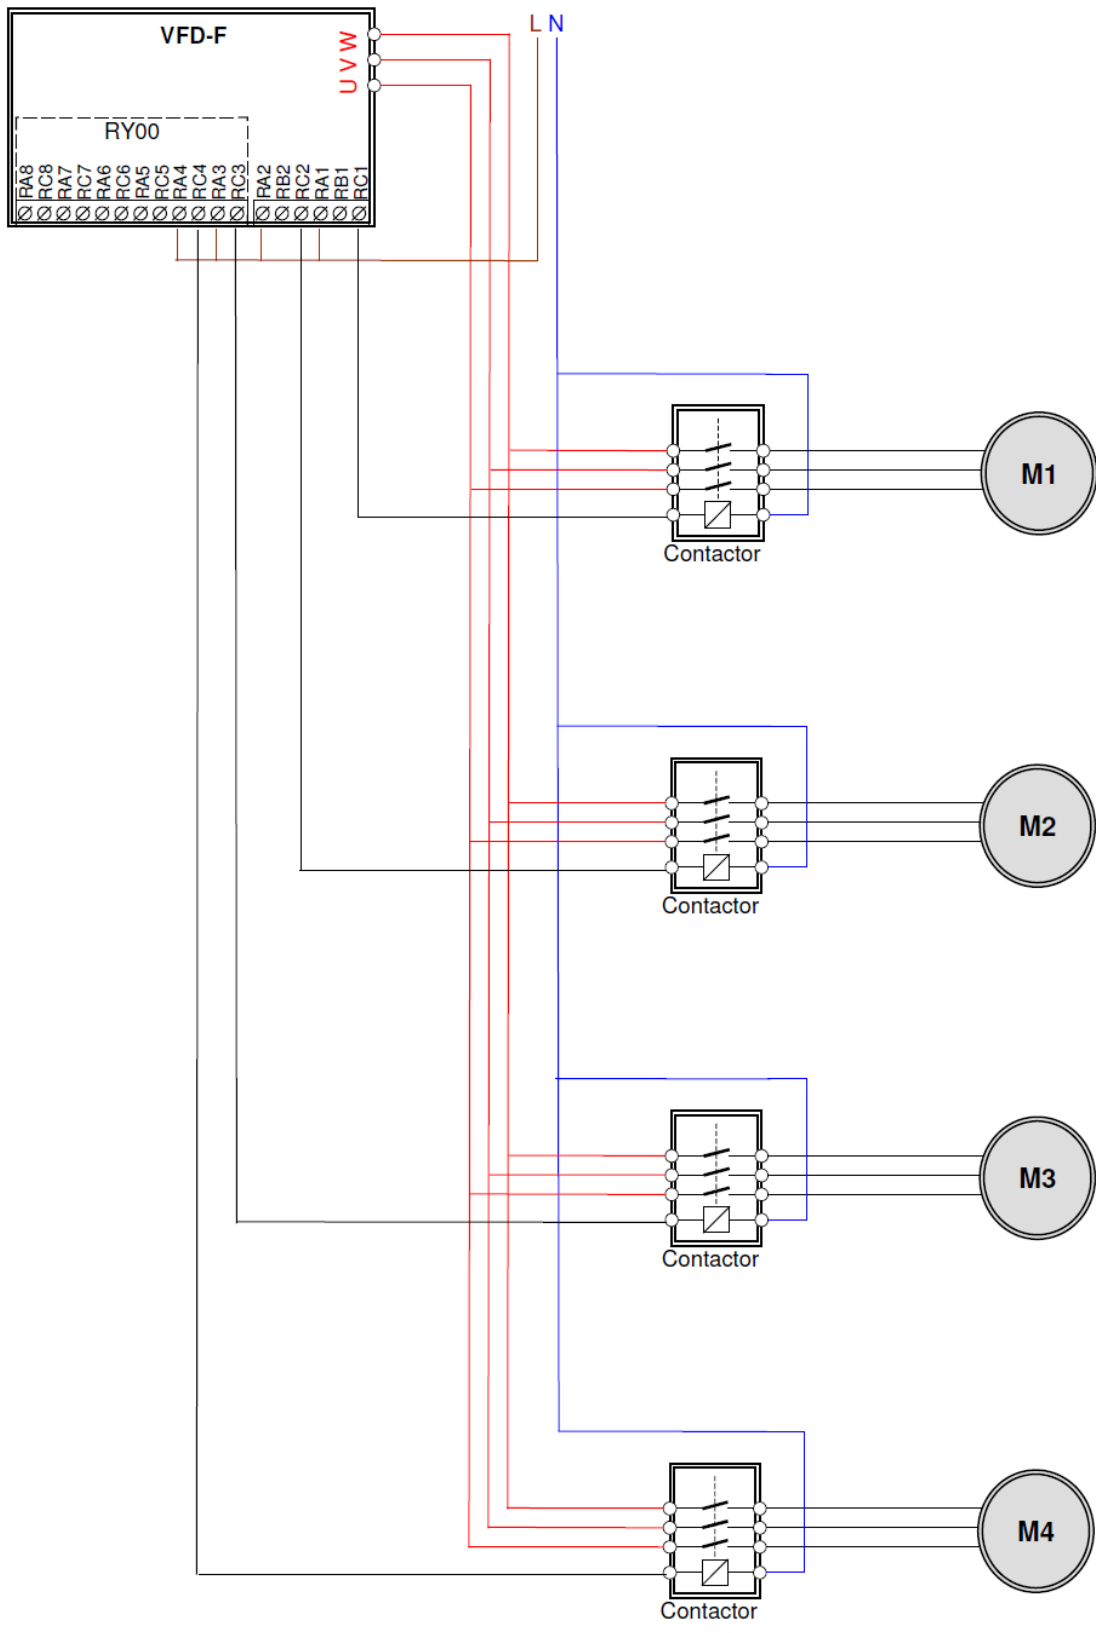 VFD-F
L N
U V W
RY00
RA8 RC8 RA7 RC7 RA6 RC6 RA5 RC5 RA4 RC4 RA3 RC3 RA2 RB2 RC2 RA1 RB1 RC1
M1
Contactor
M2
Contactor
M3
Contactor
M4
Contactor